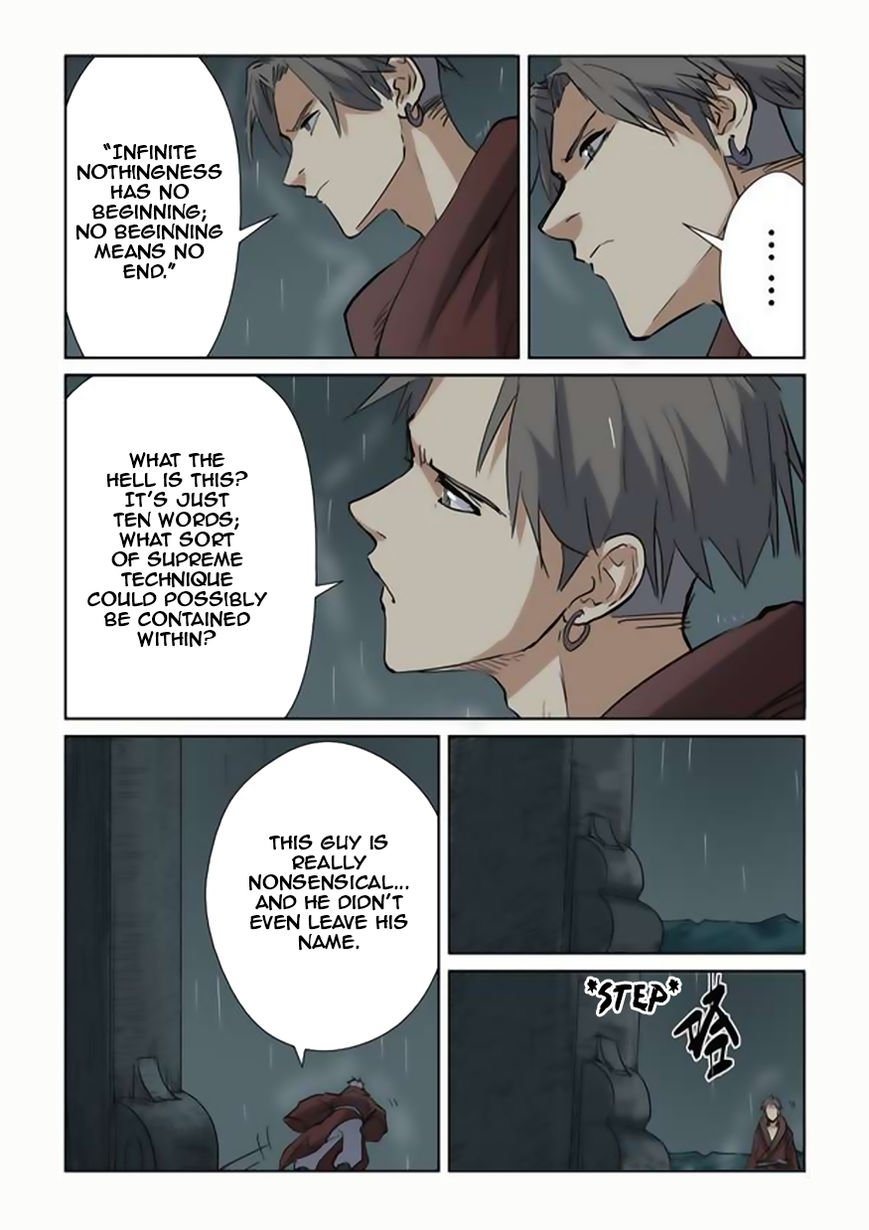 "INFINITE
NOTHINGNESS
HAS NO
BEGINNING;
NO BEGINNING
MEANS NO
END."
.....
WHAT THE
HELL IS THIS?
IT'S JUST
TEN WORDS;
WHAT SORT
OF SUPREME
TECHNIQUE
COULD POSSIBLY
BE CONTAINED
WITHIN?
THIS GUY IS
REALLY
NONSENSICAL...
AND HE DIDN'T
EVEN LEAVE HIS
NAME.
*STEP*
嗒